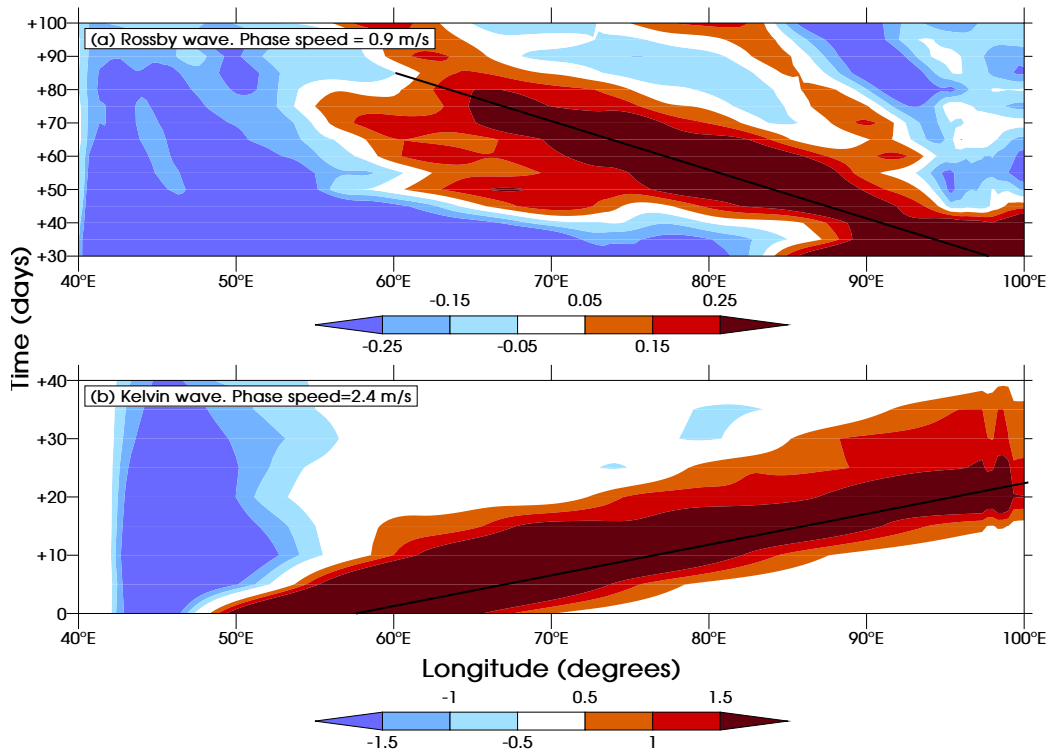 +100
(a) Rossby wave. Phase speed = 0.9 m/s
+90
+80
+70
+60
+50
+40
+30
40°E 50°E 60°E 70°E 80°E 90°E 100°E
-0.15 0.05 0.25
-0.25 -0.05 0.15
Time (days)
+40
(b) Kelvin wave. Phase speed=2.4 m/s
+30
+20
+10
0
40°E 50°E 60°E 70°E 80°E 90°E 100°E
Longitude (degrees)
-1 0.5 1.5
-1.5 -0.5 1